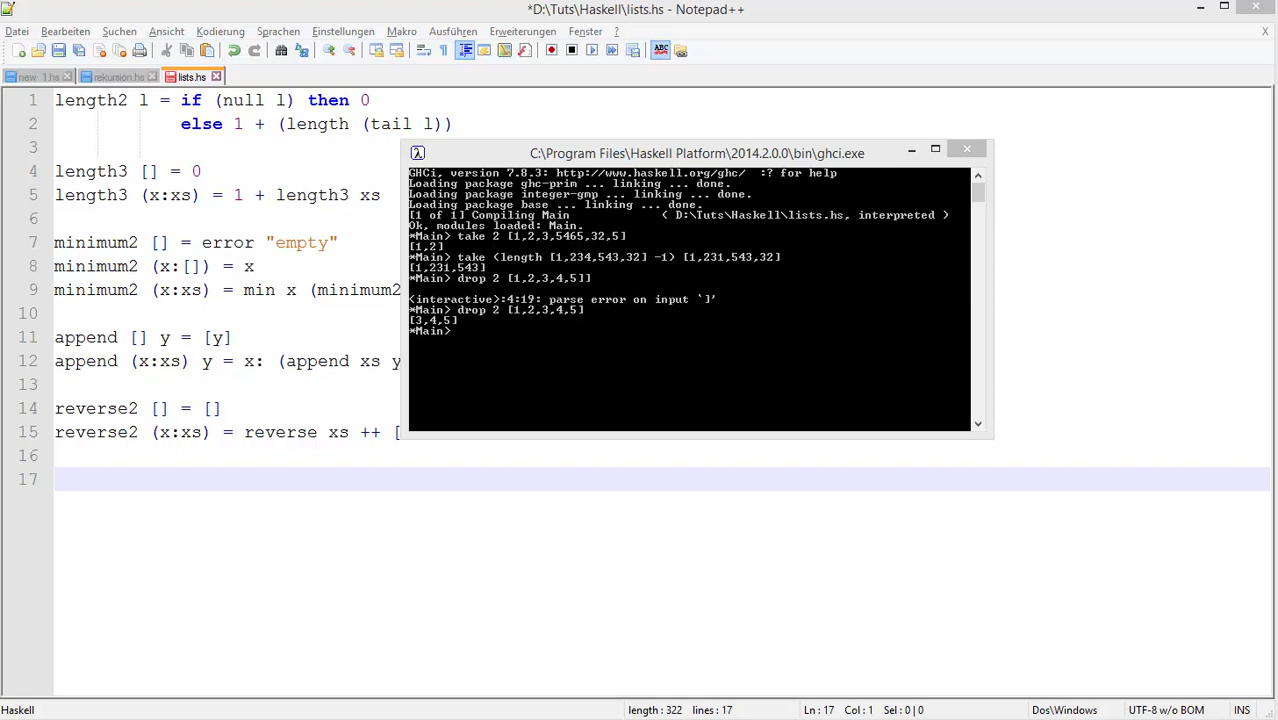 *D:\Tuts\Haskell\lists.hs - Notepad++
Datei Bearbeiten Suchen Ansicht Kodierung Sprachen Einstellungen Makro Ausführen Erweiterungen Fenster ? X
new 1.hs rekursion.hs lists.hs
1 length2 l = if (null l) then 0
2 else 1 + (length (tail l))
3
4 length3 [] = 0
5 length3 (x:xs) = 1 + length3 xs
6
7 minimum2 [] = error "empty"
8 minimum2 (x:[]) = x
9 minimum2 (x:xs) = min x (minimum2
10
11 append [] y = [y]
12 append (x:xs) y = x: (append xs y
13
14 reverse2 [] = []
15 reverse2 (x:xs) = reverse xs ++ [
16
17
C:\Program Files\Haskell Platform\2014.2.0.0\bin\ghci.exe
GHCi, version 7.8.3: http://www.haskell.org/ghc/ :? for help
Loading package ghc-prim ... linking ... done.
Loading package integer-gmp ... linking ... done.
Loading package base ... linking ... done.
[1 of 1] Compiling Main ( D:\Tuts\Haskell\lists.hs, interpreted )
Ok, modules loaded: Main.
*Main> take 2 [1,2,3,5465,32,5]
[1,2]
*Main> take (length [1,234,543,32] -1) [1,231,543,32]
[1,231,543]
*Main> drop 2 [1,2,3,4,5]]
<interactive>:4:19: parse error on input `]'
*Main> drop 2 [1,2,3,4,5]
[3,4,5]
*Main>
Haskell length : 322 lines : 17 Ln : 17 Col : 1 Sel : 0 | 0 Dos\Windows UTF-8 w/o BOM INS